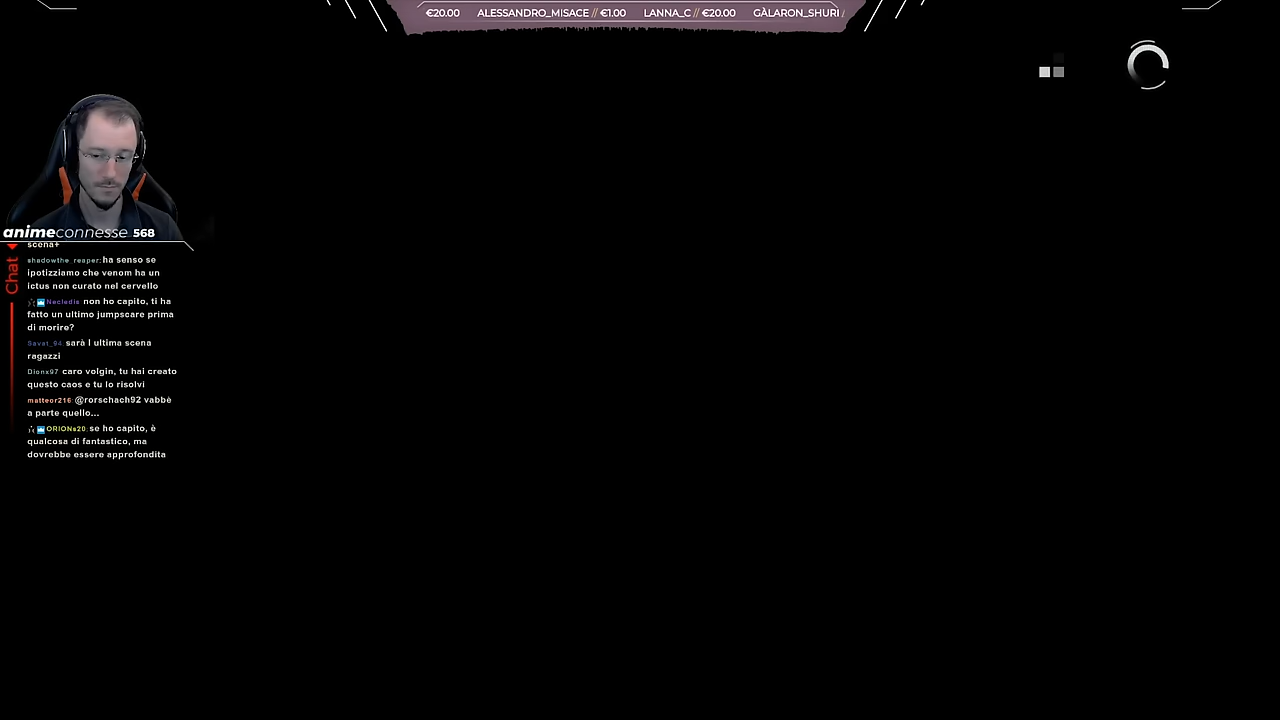 €20.00 ALESSANDRO_MISACE // €1.00 LANNA_C // €20.00 GÀLARON_SHURI /
animeconnesse 568
Chat
scena+
shadowthe_reaper: ha senso se
ipotizziamo che venom ha un
ictus non curato nel cervello
Necledis non ho capito, ti ha
fatto un ultimo jumpscare prima
di morire?
Savat_94: sarà l ultima scena
ragazzi
Dionx97 caro volgin, tu hai creato
questo caos e tu lo risolvi
matteor216: @rorschach92 vabbè
a parte quello...
ORIONs20: se ho capito, è
qualcosa di fantastico, ma
dovrebbe essere approfondita